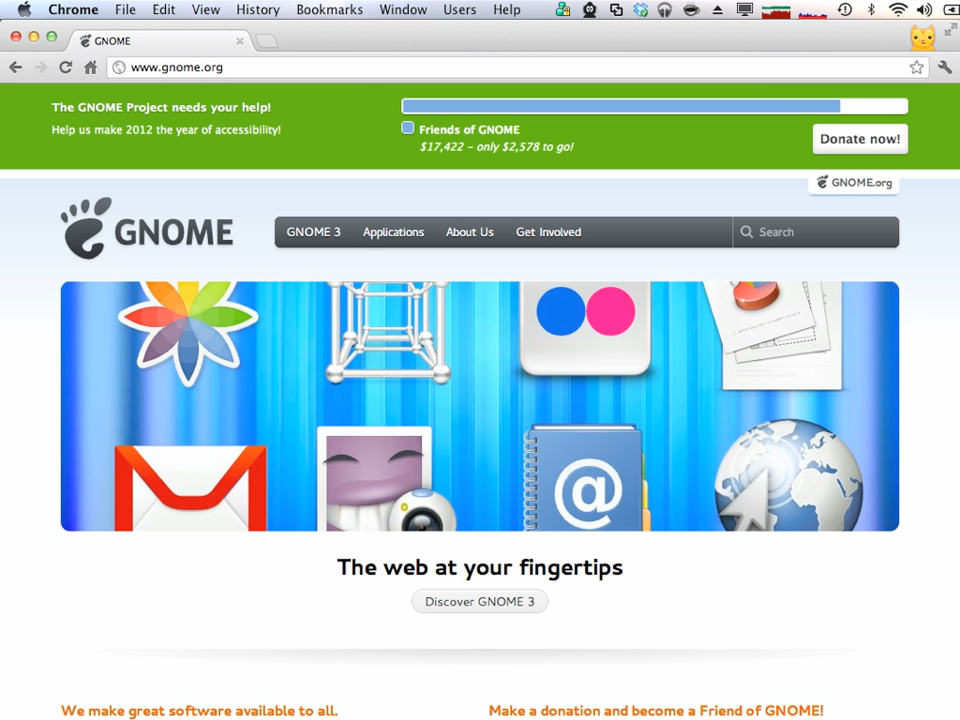 Chrome File Edit View History Bookmarks Window Users Help
GNOME
www.gnome.org
The GNOME Project needs your help!
Help us make 2012 the year of accessibility!
Friends of GNOME
$17,422 – only $2,578 to go!
Donate now!
GNOME.org
GNOME
GNOME 3 Applications About Us Get Involved Search
@
The web at your fingertips
Discover GNOME 3
We make great software available to all.
Make a donation and become a Friend of GNOME!